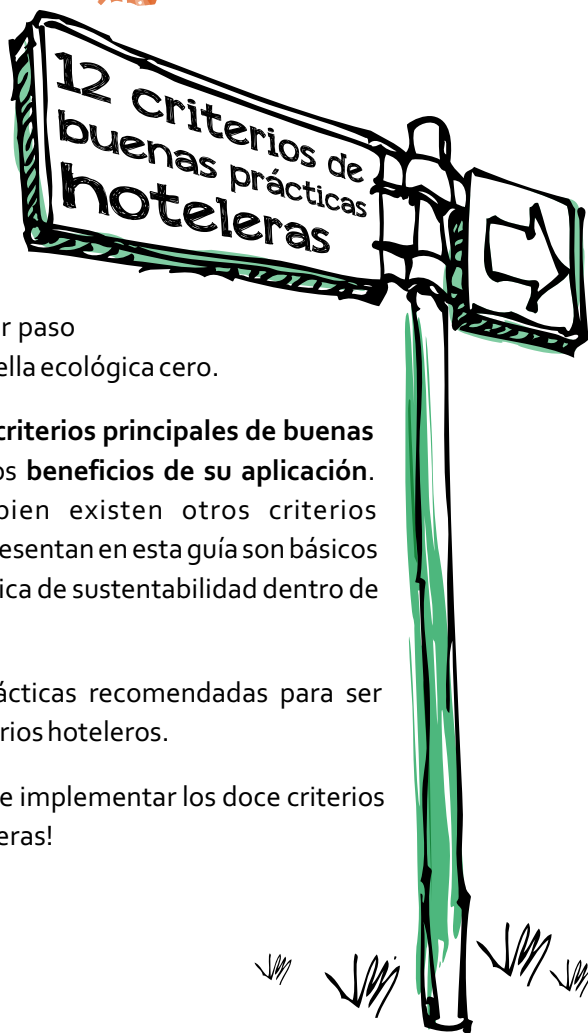 12 criterios de
buenas prácticas
hoteleras
r paso
ella ecológica cero.
criterios principales de buenas
os beneficios de su aplicación.
bien existen otros criterios
resentan en esta guía son básicos
ica de sustentabilidad dentro de
ácticas recomendadas para ser
rios hoteleros.
e implementar los doce criterios
eras!